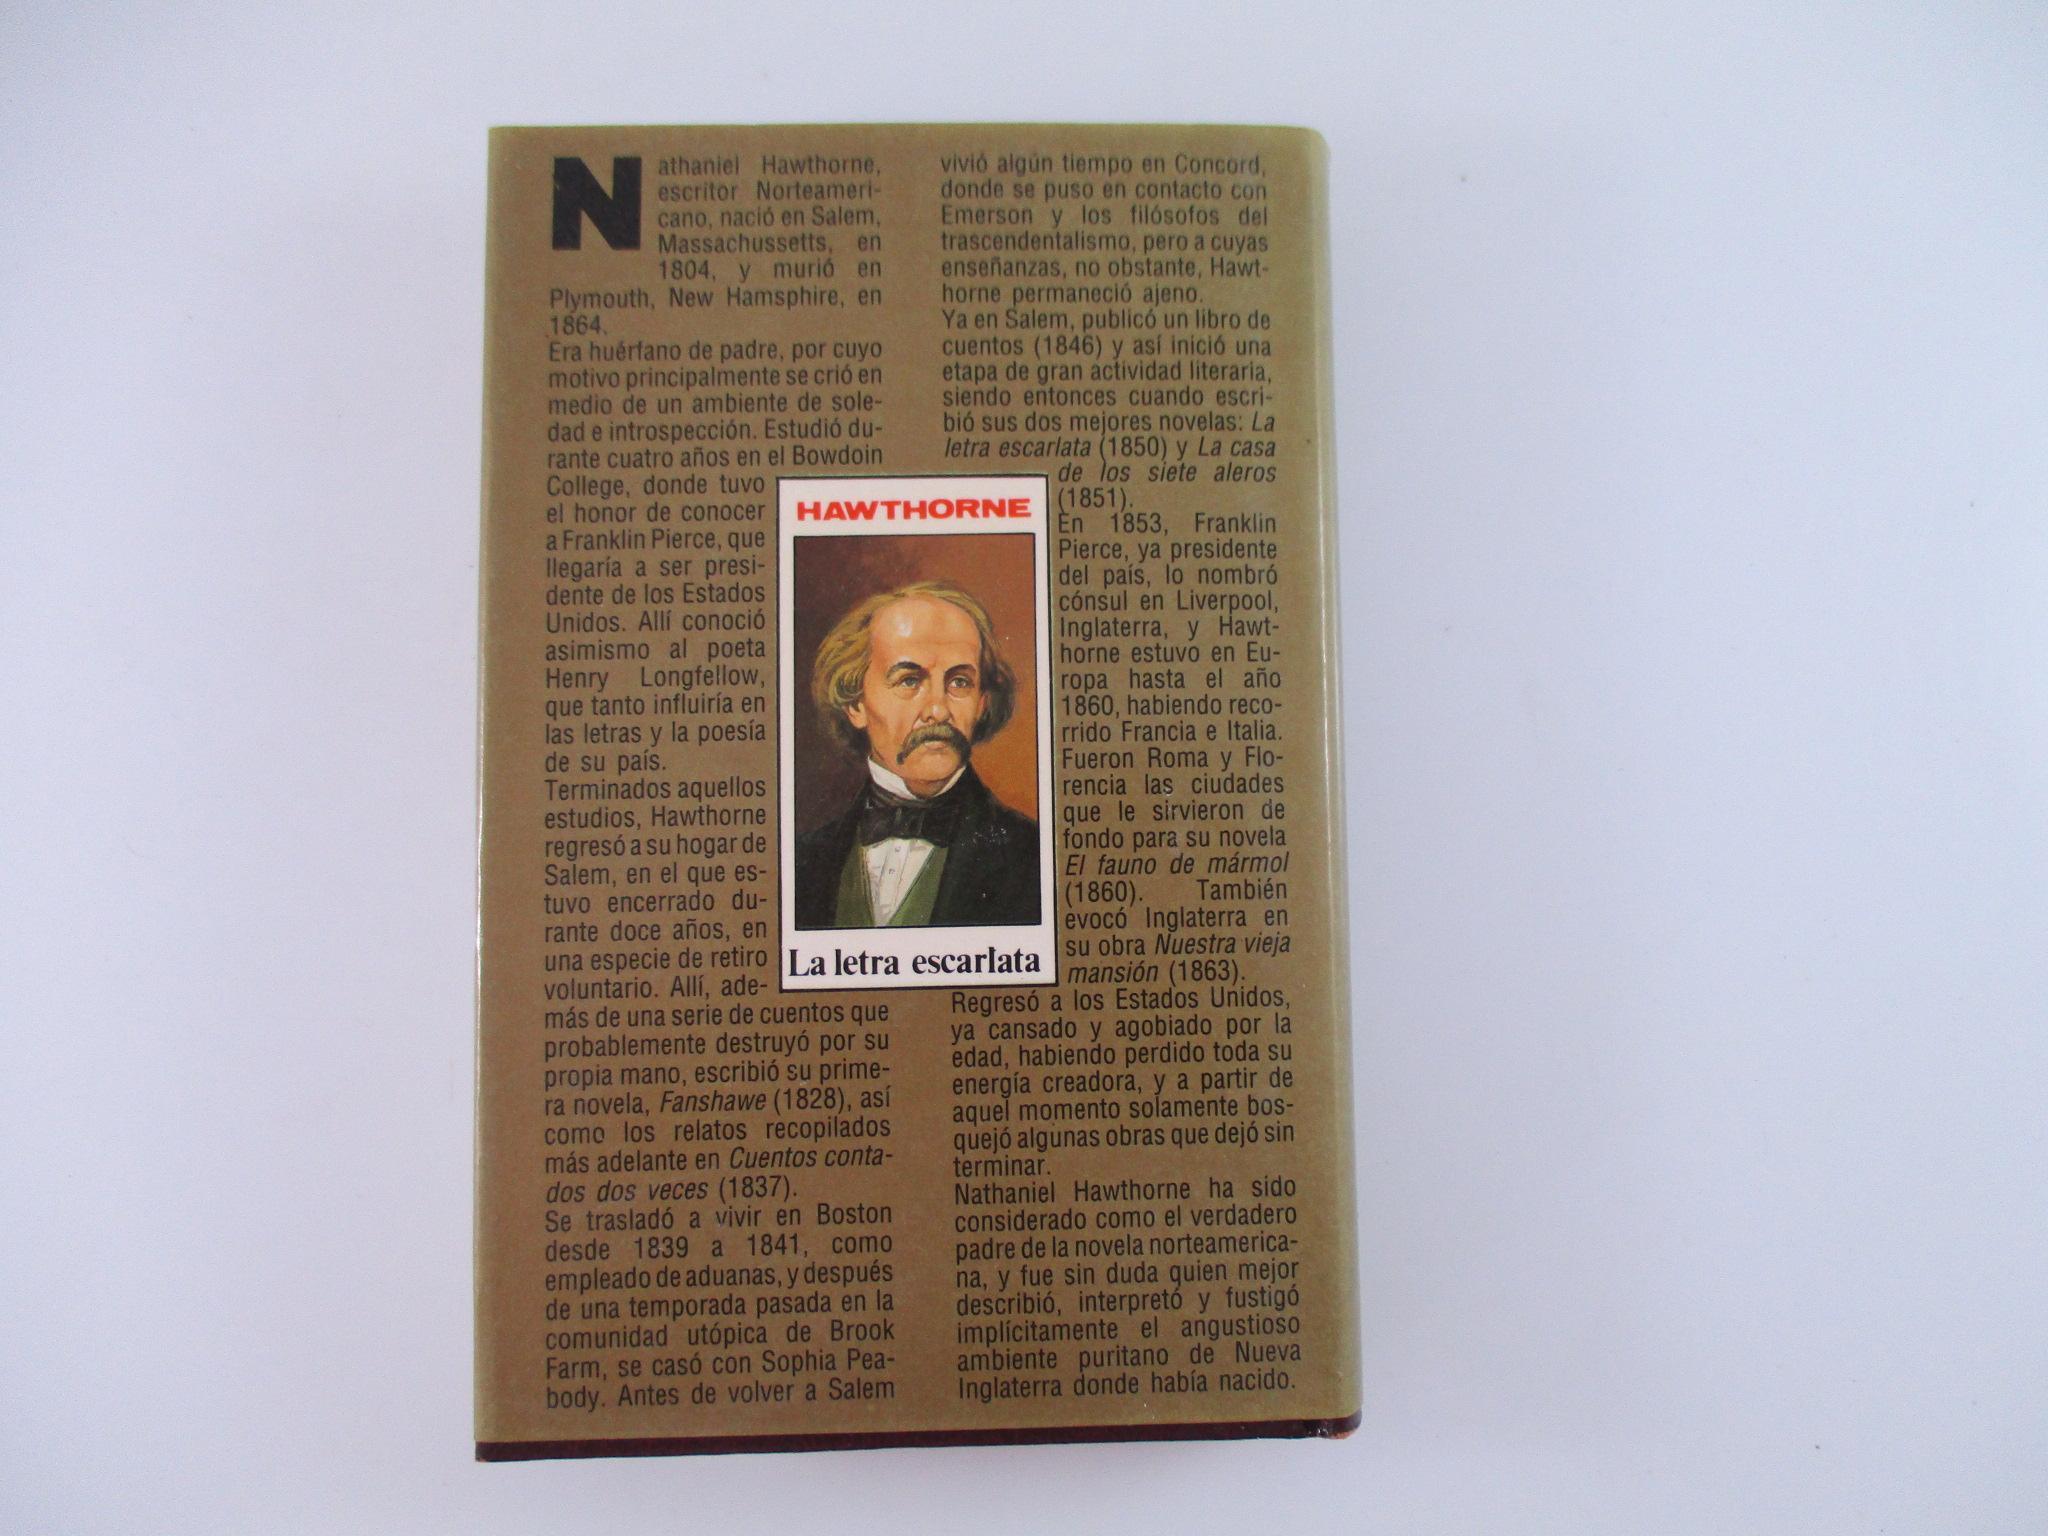 Nathaniel Hawthorne,
escritor Norteameri-
cano, nació en Salem,
Massachussetts, en
1804, y murió en
Plymouth, New Hamsphire, en
1864.
Era huérfano de padre, por cuyo
motivo principalmente se crió en
medio de un ambiente de sole-
dad e introspección. Estudió du-
rante cuatro años en el Bowdoin
College, donde tuvo
el honor de conocer
a Franklin Pierce, que
llegaría a ser presi-
dente de los Estados
Unidos. Allí conoció
asimismo al poeta
Henry Longfellow,
que tanto influiría en
las letras y la poesía
de su país.
Terminados aquellos
estudios, Hawthorne
regresó a su hogar de
Salem, en el que es-
tuvo encerrado du-
rante doce años, en
una especie de retiro
voluntario. Allí, ade-
más de una serie de cuentos que
probablemente destruyó por su
propia mano, escribió su prime-
ra novela, Fanshawe (1828), así
como los relatos recopilados
más adelante en Cuentos conta-
dos dos veces (1837).
Se trasladó a vivir en Boston
desde 1839 a 1841, como
empleado de aduanas, y después
de una temporada pasada en la
comunidad utópica de Brook
Farm, se casó con Sophia Pea-
body. Antes de volver a Salem
vivió algún tiempo en Concord,
donde se puso en contacto con
Emerson y los filósofos del
trascendentalismo, pero a cuyas
enseñanzas, no obstante, Hawt-
horne permaneció ajeno.
Ya en Salem, publicó un libro de
cuentos (1846) y así inició una
etapa de gran actividad literaria,
siendo entonces cuando escri-
bió sus dos mejores novelas: La
letra escarlata (1850) y La casa
de los siete aleros
(1851).
En 1853, Franklin
Pierce, ya presidente
del país, lo nombró
cónsul en Liverpool,
Inglaterra, y Hawt-
horne estuvo en Eu-
ropa hasta el año
1860, habiendo reco-
rrido Francia e Italia.
Fueron Roma y Flo-
rencia las ciudades
que le sirvieron de
fondo para su novela
El fauno de mármol
(1860). También
evocó Inglaterra en
su obra Nuestra vieja
mansión (1863).
Regresó a los Estados Unidos,
ya cansado y agobiado por la
edad, habiendo perdido toda su
energía creadora, y a partir de
aquel momento solamente bos-
quejó algunas obras que dejó sin
terminar.
Nathaniel Hawthorne ha sido
considerado como el verdadero
padre de la novela norteamerica-
na, y fue sin duda quien mejor
describió, interpretó y fustigó
implícitamente el angustioso
ambiente puritano de Nueva
Inglaterra donde había nacido.
HAWTHORNE
La letra escarlata